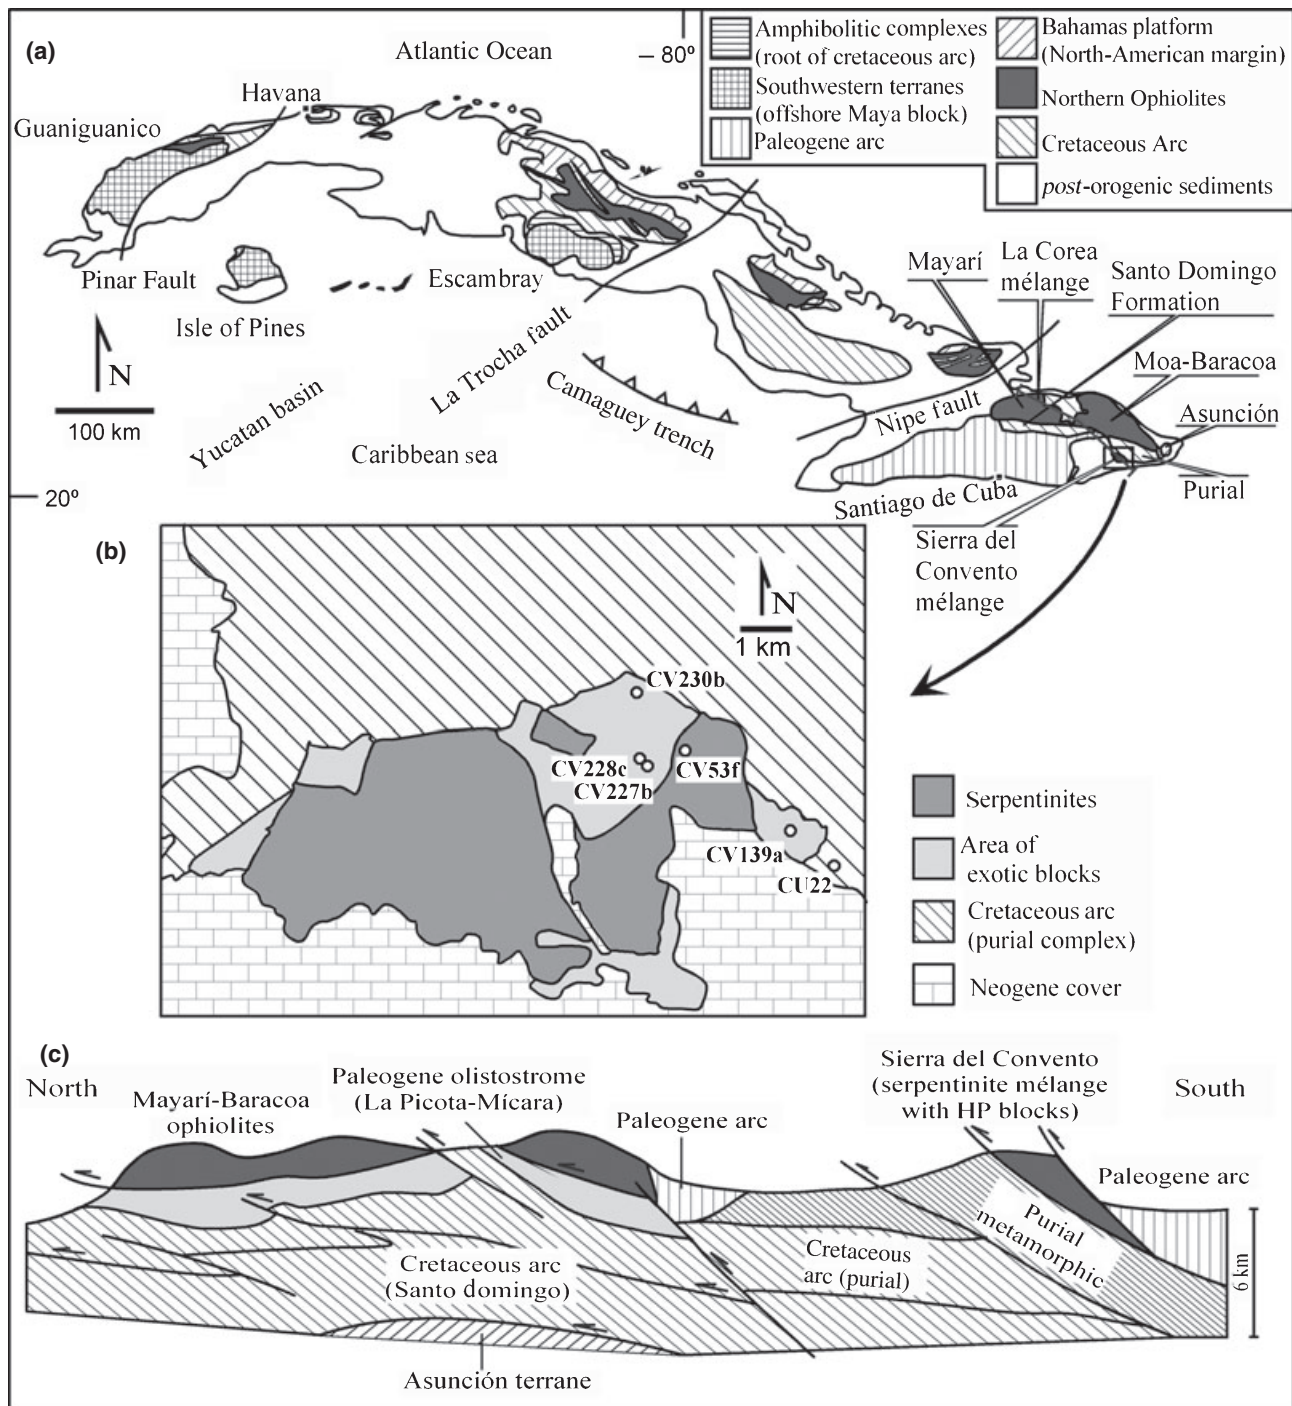 (a)
Atlantic Ocean
– 80º
Amphibolitic complexes
(root of cretaceous arc)
Southwestern terranes
(offshore Maya block)
Paleogene arc
Bahamas platform
(North-American margin)
Northern Ophiolites
Cretaceous Arc
post-orogenic sediments
Havana
Guaniguanico
Pinar Fault
Isle of Pines
Escambray
La Trocha fault
Camaguey trench
Yucatan basin
Caribbean sea
N
100 km
20º
Mayarí
La Corea
mélange
Santo Domingo
Formation
Moa-Baracoa
Asunción
Nipe fault
Purial
Santiago de Cuba
Sierra del
Convento
mélange
(b)
N
1 km
CV230b
CV228c
CV227b
CV53f
CV139a
CU22
Serpentinites
Area of
exotic blocks
Cretaceous arc
(purial complex)
Neogene cover
(c)
North
Mayarí-Baracoa
ophiolites
Paleogene olistostrome
(La Picota-Mícara)
Paleogene arc
Sierra del Convento
(serpentinite mélange
with HP blocks)
South
Paleogene arc
Purial
metamorphic
Cretaceous
arc (purial)
Cretaceous arc
(Santo domingo)
6 km
Asunción terrane